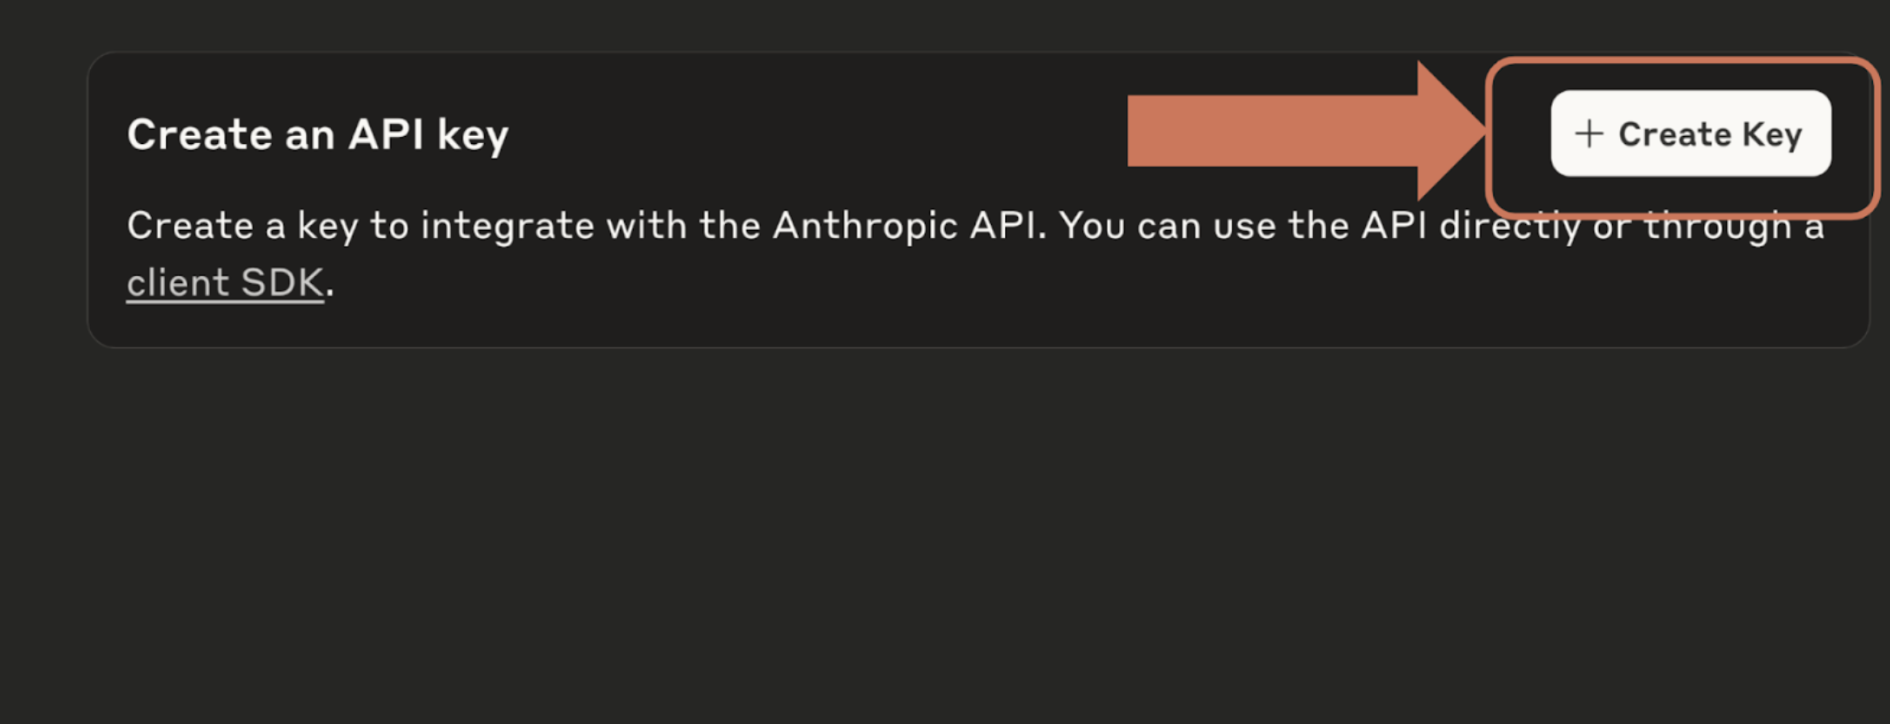 Create an API key
+ Create Key
Create a key to integrate with the Anthropic API. You can use the API directly or through a
client SDK.